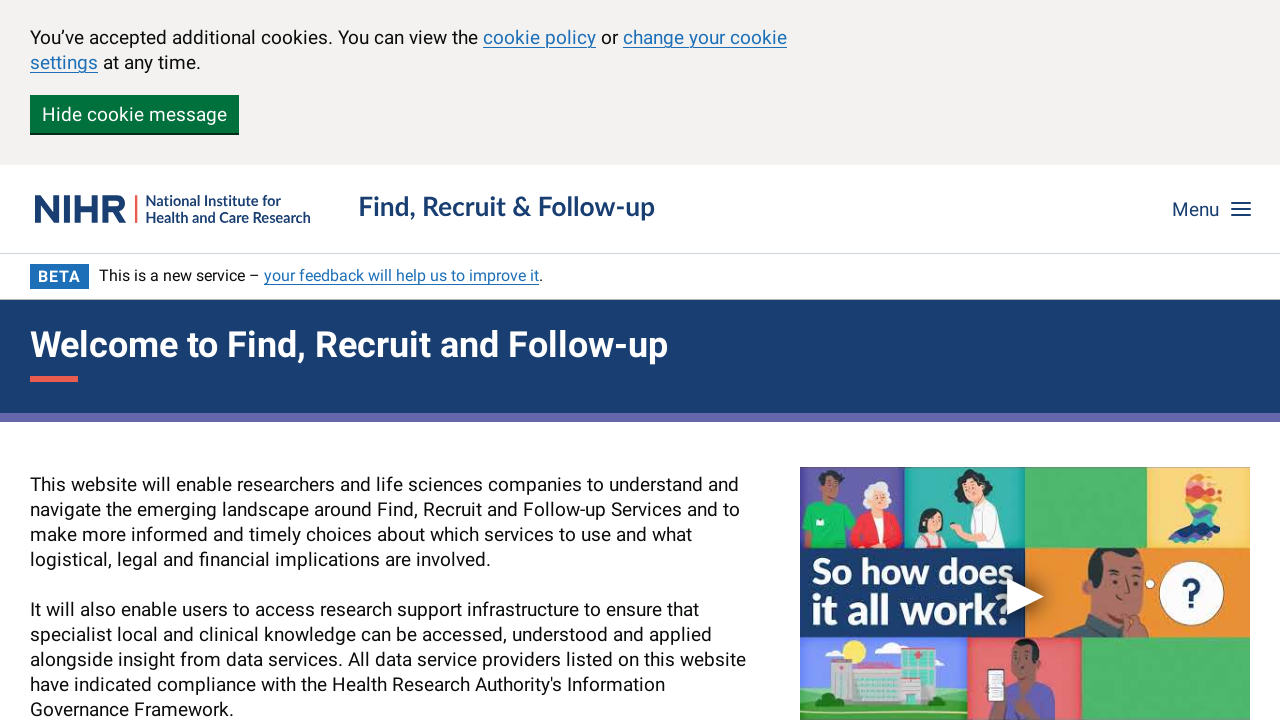 You’ve accepted additional cookies. You can view the cookie policy or change your cookie
settings at any time.
Hide cookie message
NIHR | National Institute for
Health and Care Research
Find, Recruit & Follow-up
Menu
BETA This is a new service – your feedback will help us to improve it.
Welcome to Find, Recruit and Follow-up
This website will enable researchers and life sciences companies to understand and
navigate the emerging landscape around Find, Recruit and Follow-up Services and to
make more informed and timely choices about which services to use and what
logistical, legal and financial implications are involved.
It will also enable users to access research support infrastructure to ensure that
specialist local and clinical knowledge can be accessed, understood and applied
alongside insight from data services. All data service providers listed on this website
have indicated compliance with the Health Research Authority's Information
Governance Framework.
So how does
it all work?
?